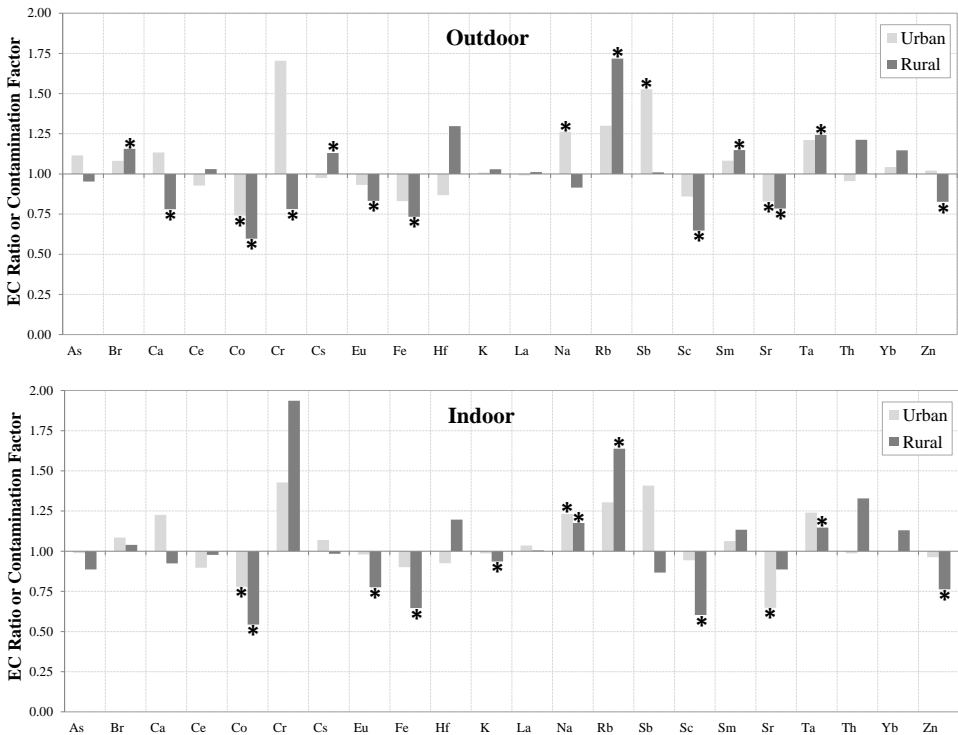 2.00
Outdoor
Urban
Rural
1.75
1.50
1.25
1.00
0.75
0.50
0.25
0.00
EC Ratio or Contamination Factor
* * * * * * * * * * * * * * * * * *
As Br Ca Ce Co Cr Cs Eu Fe Hf K La Na Rb Sb Sc Sm Sr Ta Th Yb Zn
2.00
Indoor
Urban
Rural
1.75
1.50
1.25
1.00
0.75
0.50
0.25
0.00
EC Ratio or Contamination Factor
* * * * * * * * * * * *
As Br Ca Ce Co Cr Cs Eu Fe Hf K La Na Rb Sb Sc Sm Sr Ta Th Yb Zn